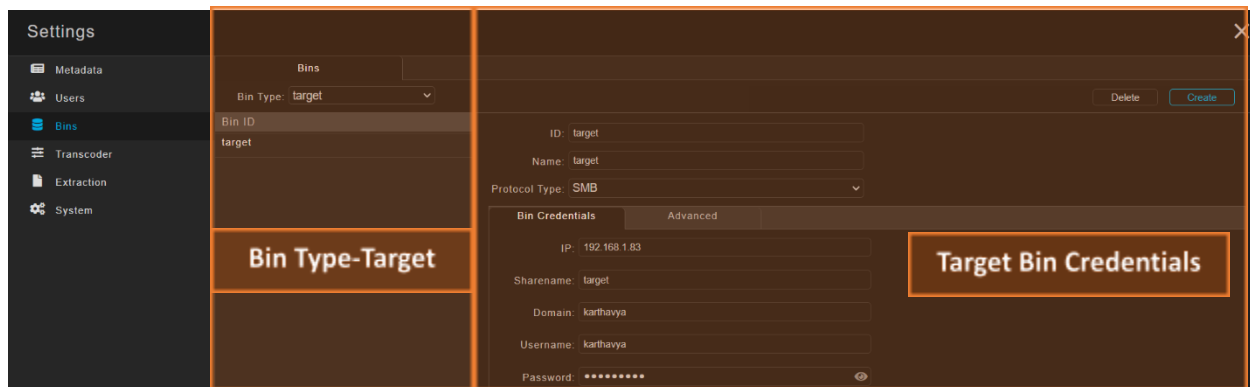 Settings
Metadata
Users
Bins
Transcoder
Extraction
System
Bins
Bin Type: target
Bin ID
target
Bin Type-Target
Delete Create
ID: target
Name: target
Protocol Type: SMB
Bin Credentials Advanced
IP: 192.168.1.83
Sharename: target
Domain: karthavya
Username: karthavya
Password: •••••••••
Target Bin Credentials